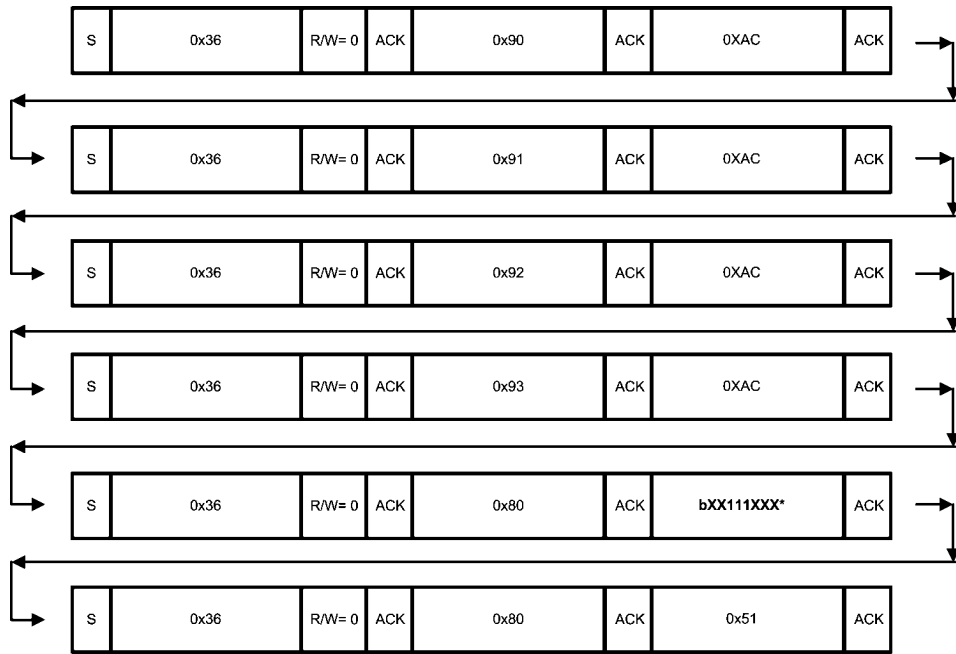 S 0x36 R/W= 0 ACK 0x90 ACK 0XAC ACK
S 0x36 R/W= 0 ACK 0x91 ACK 0XAC ACK
S 0x36 R/W= 0 ACK 0x92 ACK 0XAC ACK
S 0x36 R/W= 0 ACK 0x93 ACK 0XAC ACK
S 0x36 R/W= 0 ACK 0x80 ACK bXX111XXX* ACK
S 0x36 R/W= 0 ACK 0x80 ACK 0x51 ACK